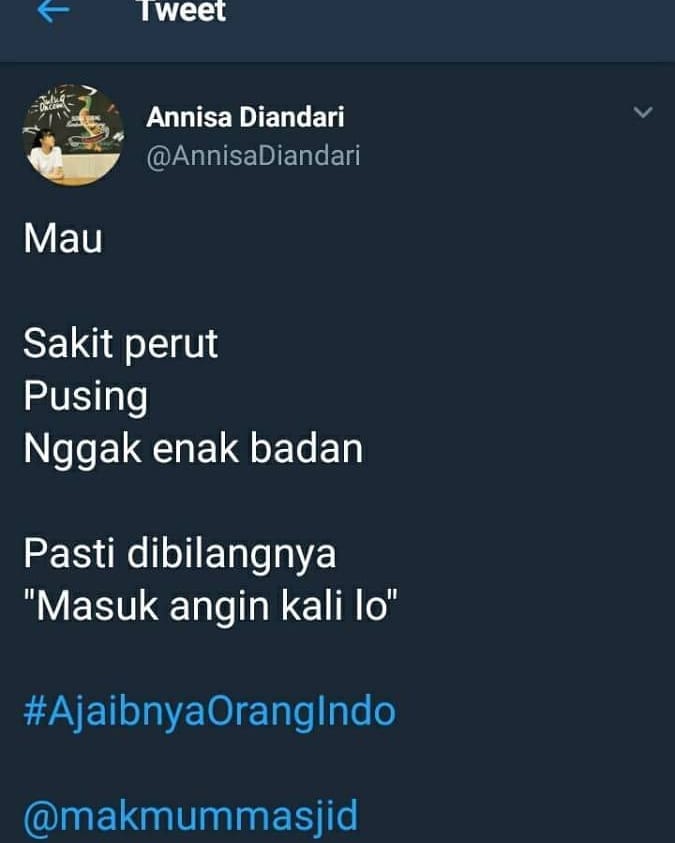 Tweet
Annisa Diandari
@AnnisaDiandari
Mau
Sakit perut
Pusing
Nggak enak badan
Pasti dibilangnya
"Masuk angin kali lo"
#AjaibnyaOrangIndo
@makmummasjid